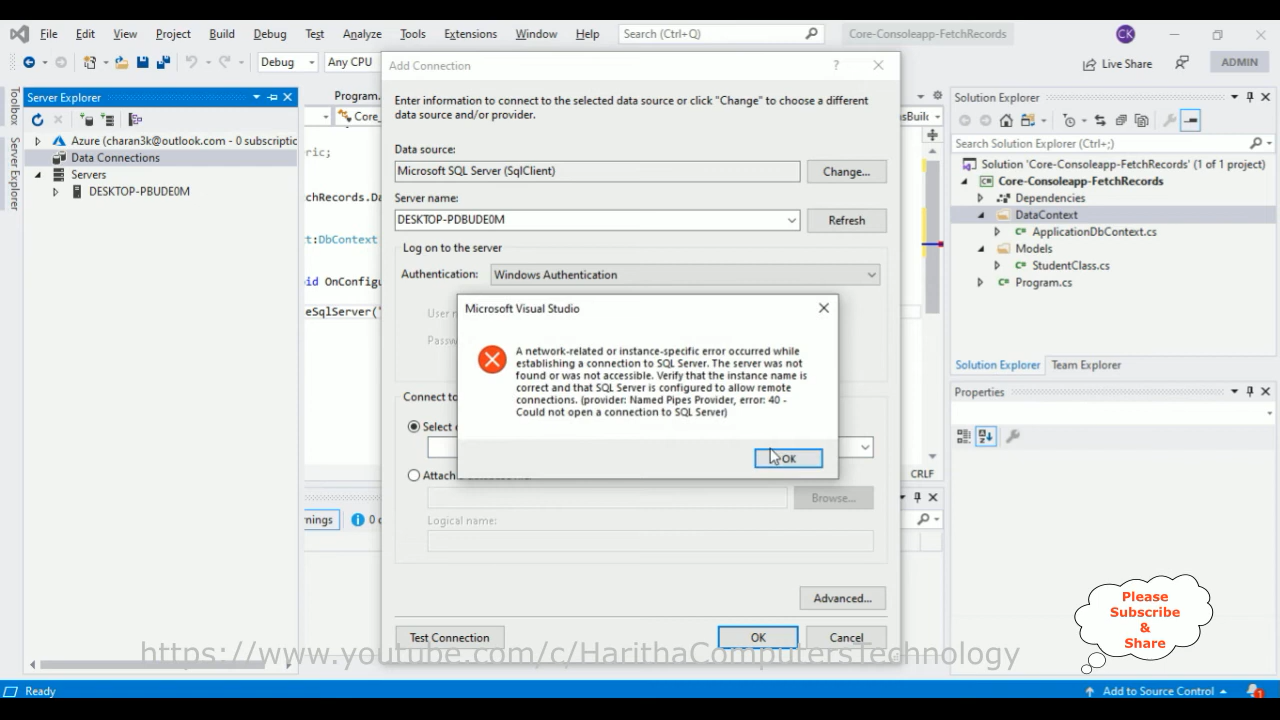 File Edit View Project Build Debug Test Analyze Tools Extensions Window Help Search (Ctrl+Q) Core-Consoleapp-FetchRecords CK
Debug Any CPU Live Share ADMIN
Toolbox
Server Explorer
Server Explorer
Azure (charan3k@outlook.com - 0 subscriptic
Data Connections
Servers
DESKTOP-PBUDE0M
Program.
Core_
ric;
chRecords.Da
t:DbContext
id OnConfigu
eSqlServer("
nsBuilc
CRLF
nings 0
Add Connection
Enter information to connect to the selected data source or click "Change" to choose a different
data source and/or provider.
Data source:
Microsoft SQL Server (SqlClient) Change...
Server name:
DESKTOP-PDBUDE0M Refresh
Log on to the server
Authentication: Windows Authentication
User n
Passw
Connect to
Select
Attach
Browse...
Logical name:
Advanced...
Test Connection OK Cancel
Microsoft Visual Studio
A network-related or instance-specific error occurred while
establishing a connection to SQL Server. The server was not
found or was not accessible. Verify that the instance name is
correct and that SQL Server is configured to allow remote
connections. (provider: Named Pipes Provider, error: 40 -
Could not open a connection to SQL Server)
OK
Solution Explorer
Search Solution Explorer (Ctrl+;)
Solution 'Core-Consoleapp-FetchRecords' (1 of 1 project)
Core-Consoleapp-FetchRecords
Dependencies
DataContext
ApplicationDbContext.cs
Models
StudentClass.cs
Program.cs
Solution Explorer Team Explorer
Properties
Please
Subscribe
&
Share
https://www.youtube.com/c/HarithaComputersTechnology
Ready Add to Source Control 1